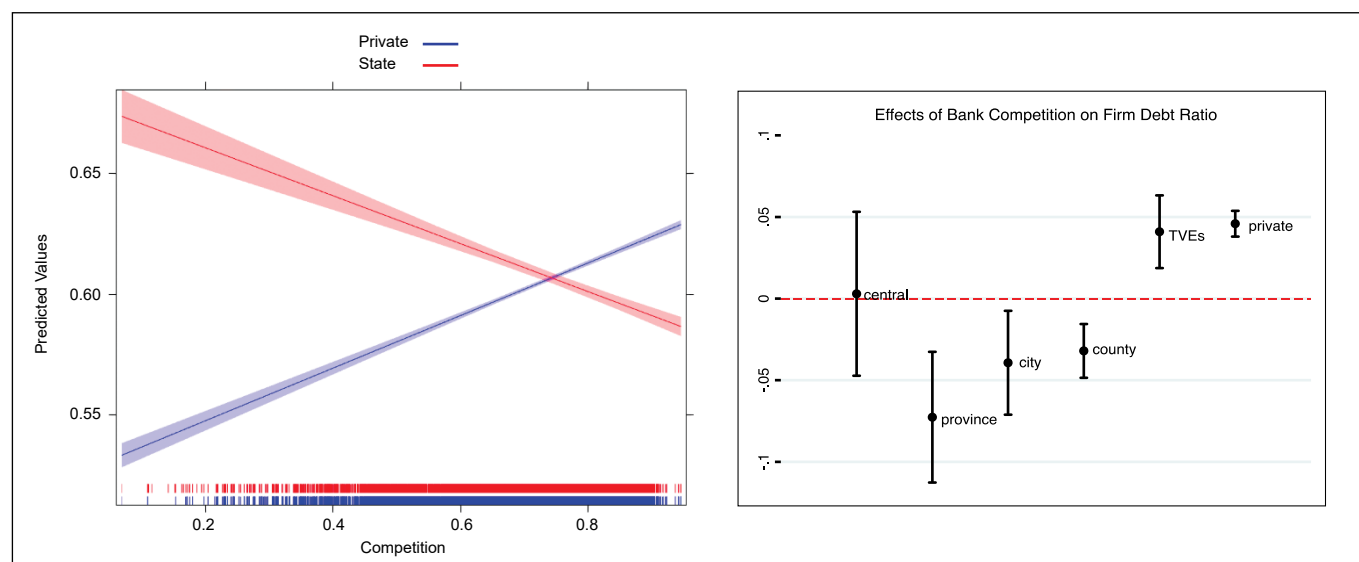 Private
State
0.65
0.60
0.55
Predicted Values
0.2 0.4 0.6 0.8
Competition
Effects of Bank Competition on Firm Debt Ratio
.1
.05
0
-.05
-.1
central
province
city
county
TVEs
private